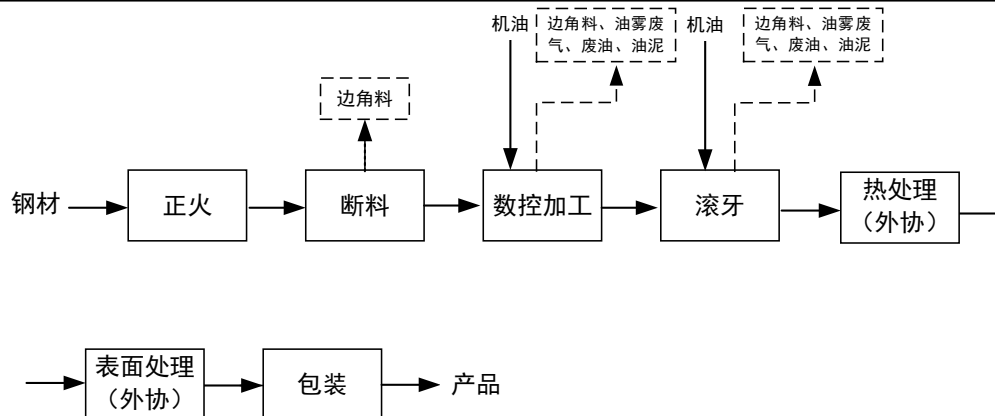 机油
边角料、油雾废
气、废油、油泥
机油
边角料、油雾废
气、废油、油泥
边角料
钢材
正火
断料
数控加工
滚牙
热处理
（外协）
表面处理
（外协）
包装
产品